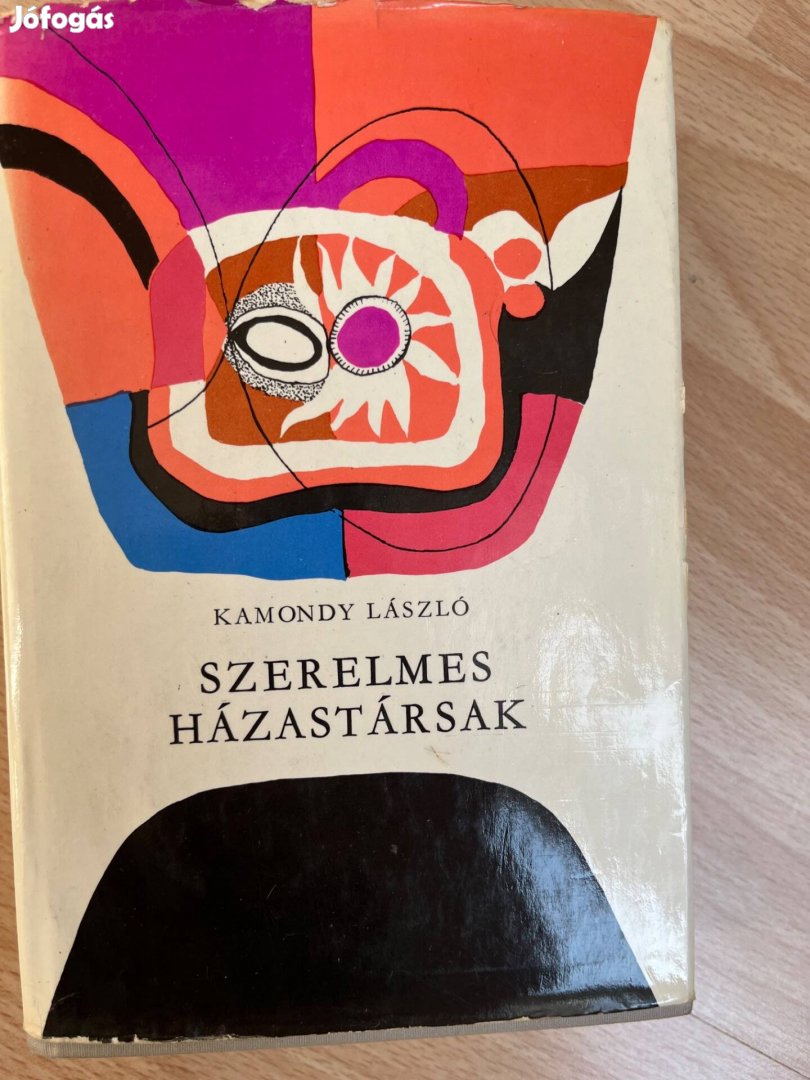 Jófogás
KAMONDY LÁSZLÓ
SZERELMES
HÁZASTÁRSAK